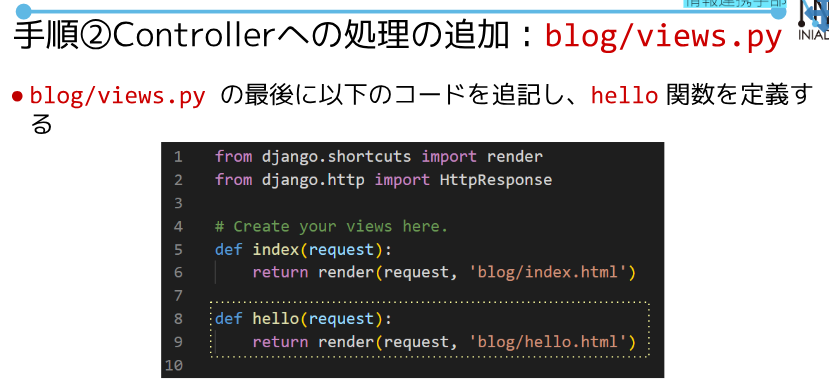 情報連携学部
INIAD
手順②Controllerへの処理の追加：blog/views.py
●blog/views.py の最後に以下のコードを追記し、hello 関数を定義す
る
1 from django.shortcuts import render
2 from django.http import HttpResponse
3
4 # Create your views here.
5 def index(request):
6 return render(request, 'blog/index.html')
7
8 def hello(request):
9 return render(request, 'blog/hello.html')
10